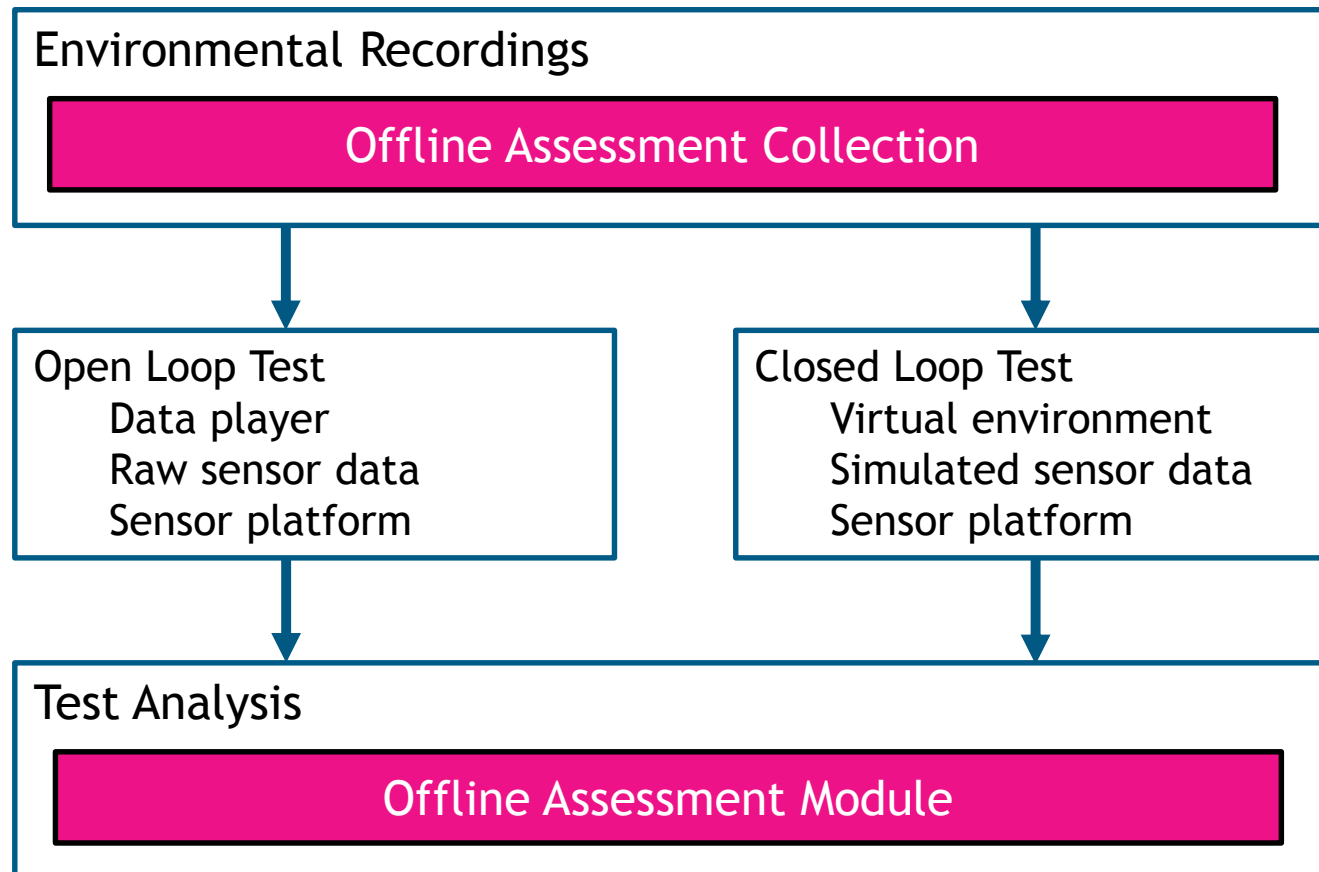 Environmental Recordings
Offline Assessment Collection
Open Loop Test
Data player
Raw sensor data
Sensor platform
Closed Loop Test
Virtual environment
Simulated sensor data
Sensor platform
Test Analysis
Offline Assessment Module